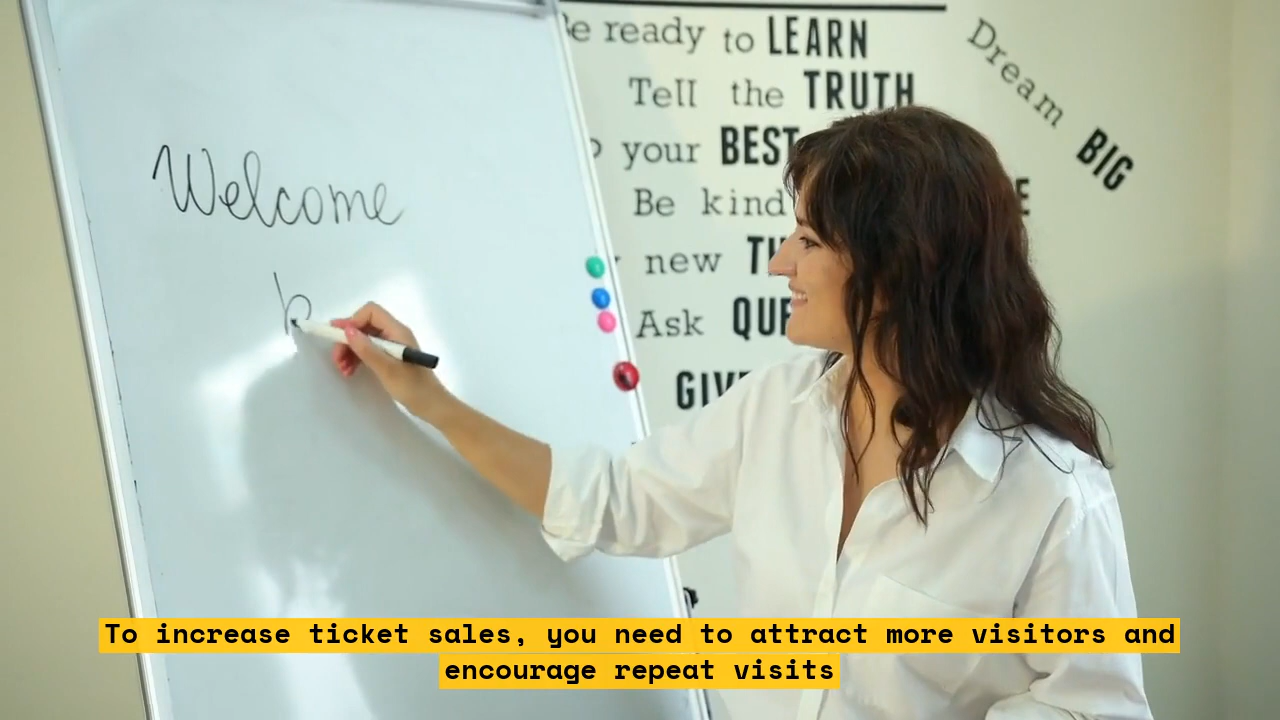 Welcome
b
Be ready to LEARN
Tell the TRUTH
your BEST
Be kind
new
Ask
Dream BIG
To increase ticket sales, you need to attract more visitors and
encourage repeat visits